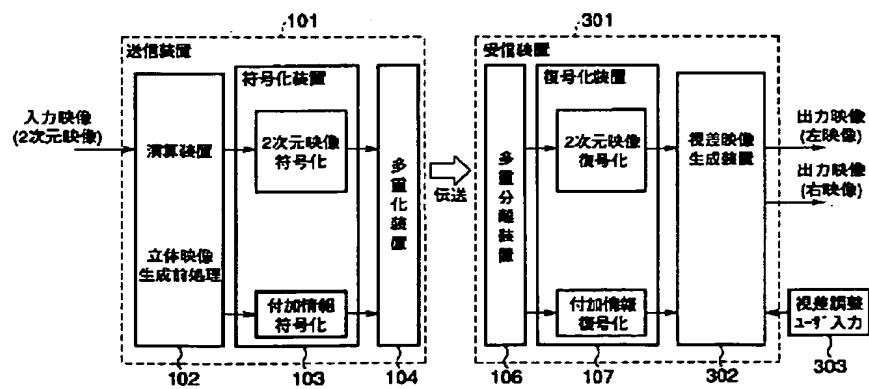 101
301
送信装置
受信装置
入力映像
(2次元映像)
演算装置
立体映像
生成前処理
符号化装置
2次元映像
符号化
付加情報
符号化
多重化装置
伝送
多重分離装置
復号化装置
2次元映像
復号化
付加情報
復号化
視差映像
生成装置
出力映像
(左映像)
出力映像
(右映像)
視差調整
ユーザ入力
102
103
104
106
107
302
303